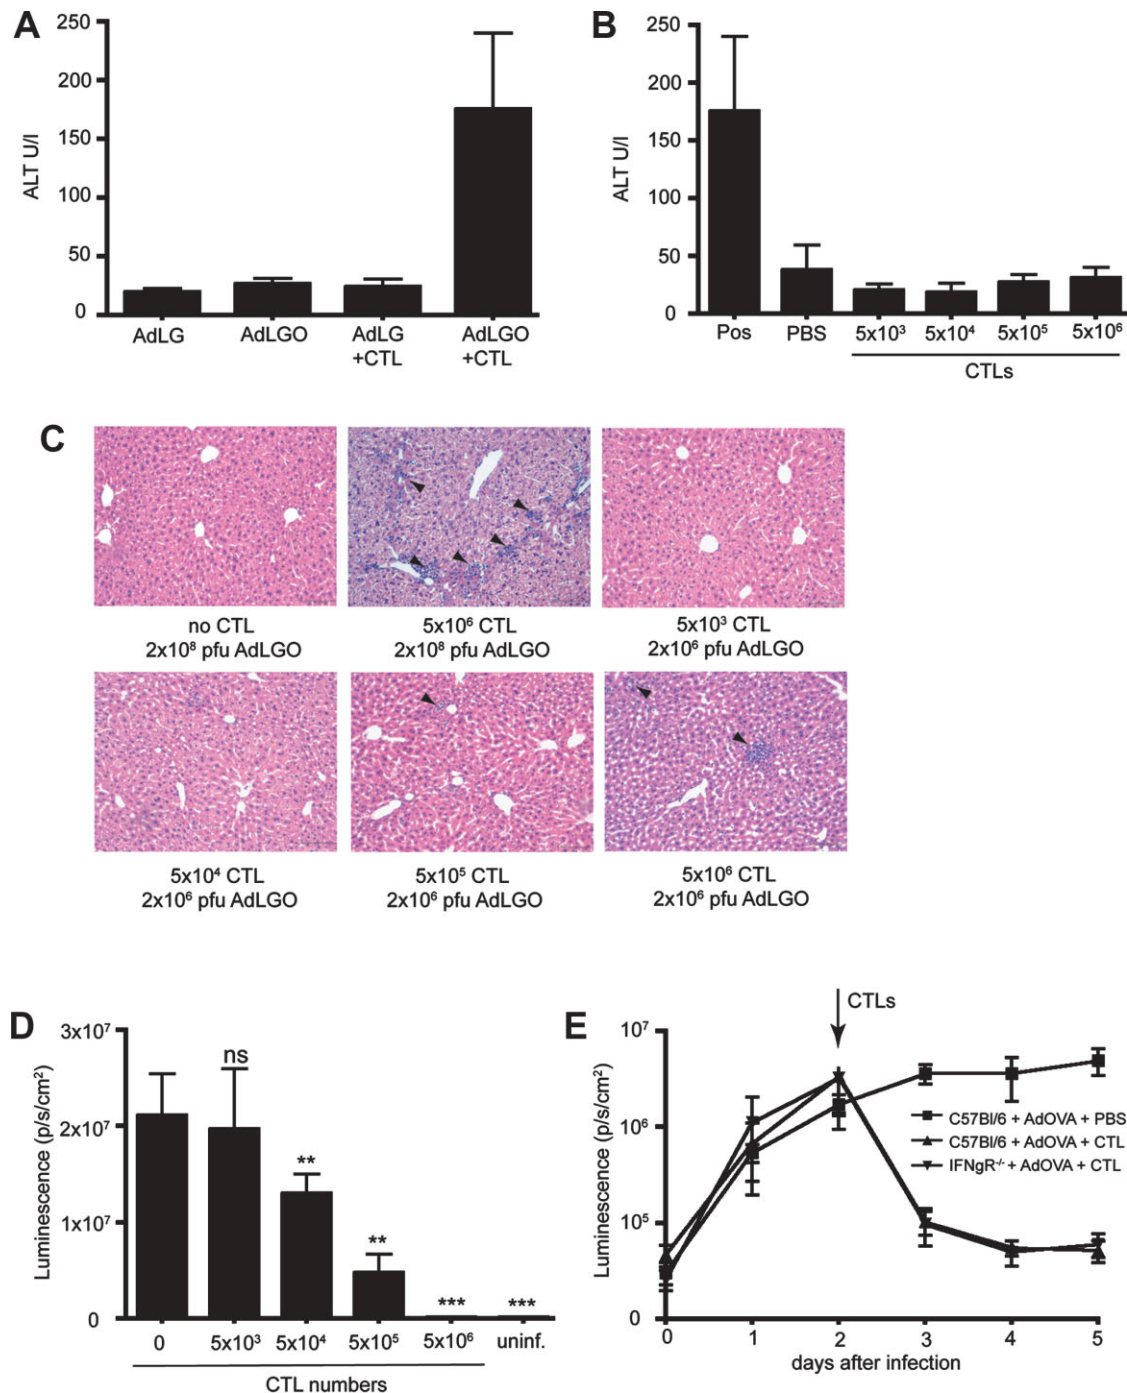 A
250
200
150
100
50
0
ALT U/l
AdLG
AdLGO
AdLG
+CTL
AdLGO
+CTL
B
250
200
150
100
50
0
ALT U/l
Pos
PBS
5x10³
5x10⁴
5x10⁵
5x10⁶
CTLs
C
no CTL
2x10⁸ pfu AdLGO
5x10⁶ CTL
2x10⁸ pfu AdLGO
5x10³ CTL
2x10⁶ pfu AdLGO
5x10⁴ CTL
2x10⁶ pfu AdLGO
5x10⁵ CTL
2x10⁶ pfu AdLGO
5x10⁶ CTL
2x10⁶ pfu AdLGO
D
3x10⁷
2x10⁷
1x10⁷
0
Luminescence (p/s/cm²)
ns
**
**
***
***
0
5x10³
5x10⁴
5x10⁵
5x10⁶
uninf.
CTL numbers
E
CTLs
10⁷
10⁶
10⁵
0
Luminescence (p/s/cm²)
C57Bl/6 + AdOVA + PBS
C57Bl/6 + AdOVA + CTL
IFNgR⁻/⁻ + AdOVA + CTL
0
1
2
3
4
5
days after infection